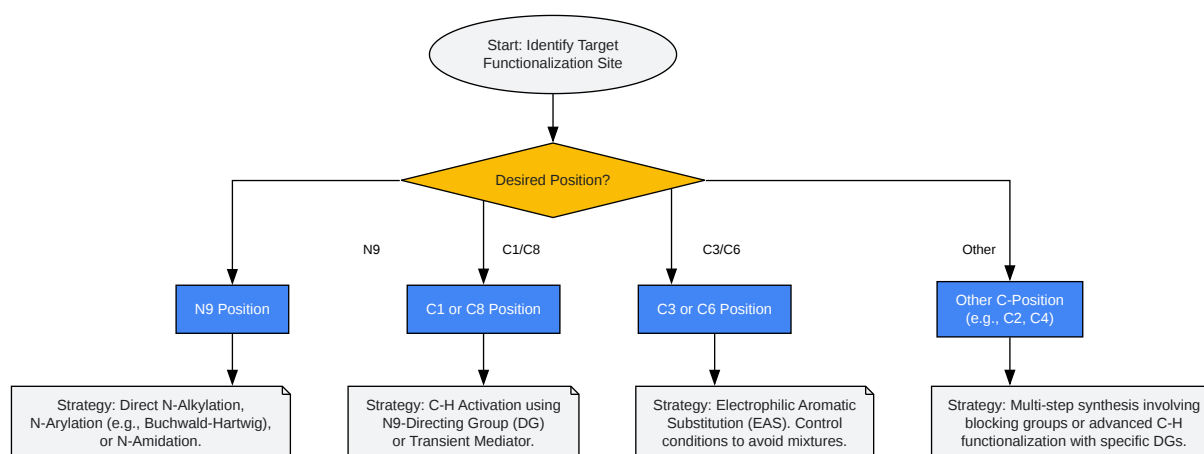 Start: Identify Target
Functionalization Site
Desired Position?
N9
C1/C8
C3/C6
Other
N9 Position
C1 or C8 Position
C3 or C6 Position
Other C-Position
(e.g., C2, C4)
Strategy: Direct N-Alkylation,
N-Arylation (e.g., Buchwald-Hartwig),
or N-Amidation.
Strategy: C-H Activation using
N9-Directing Group (DG)
or Transient Mediator.
Strategy: Electrophilic Aromatic
Substitution (EAS). Control
conditions to avoid mixtures.
Strategy: Multi-step synthesis involving
blocking groups or advanced C-H
functionalization with specific DGs.